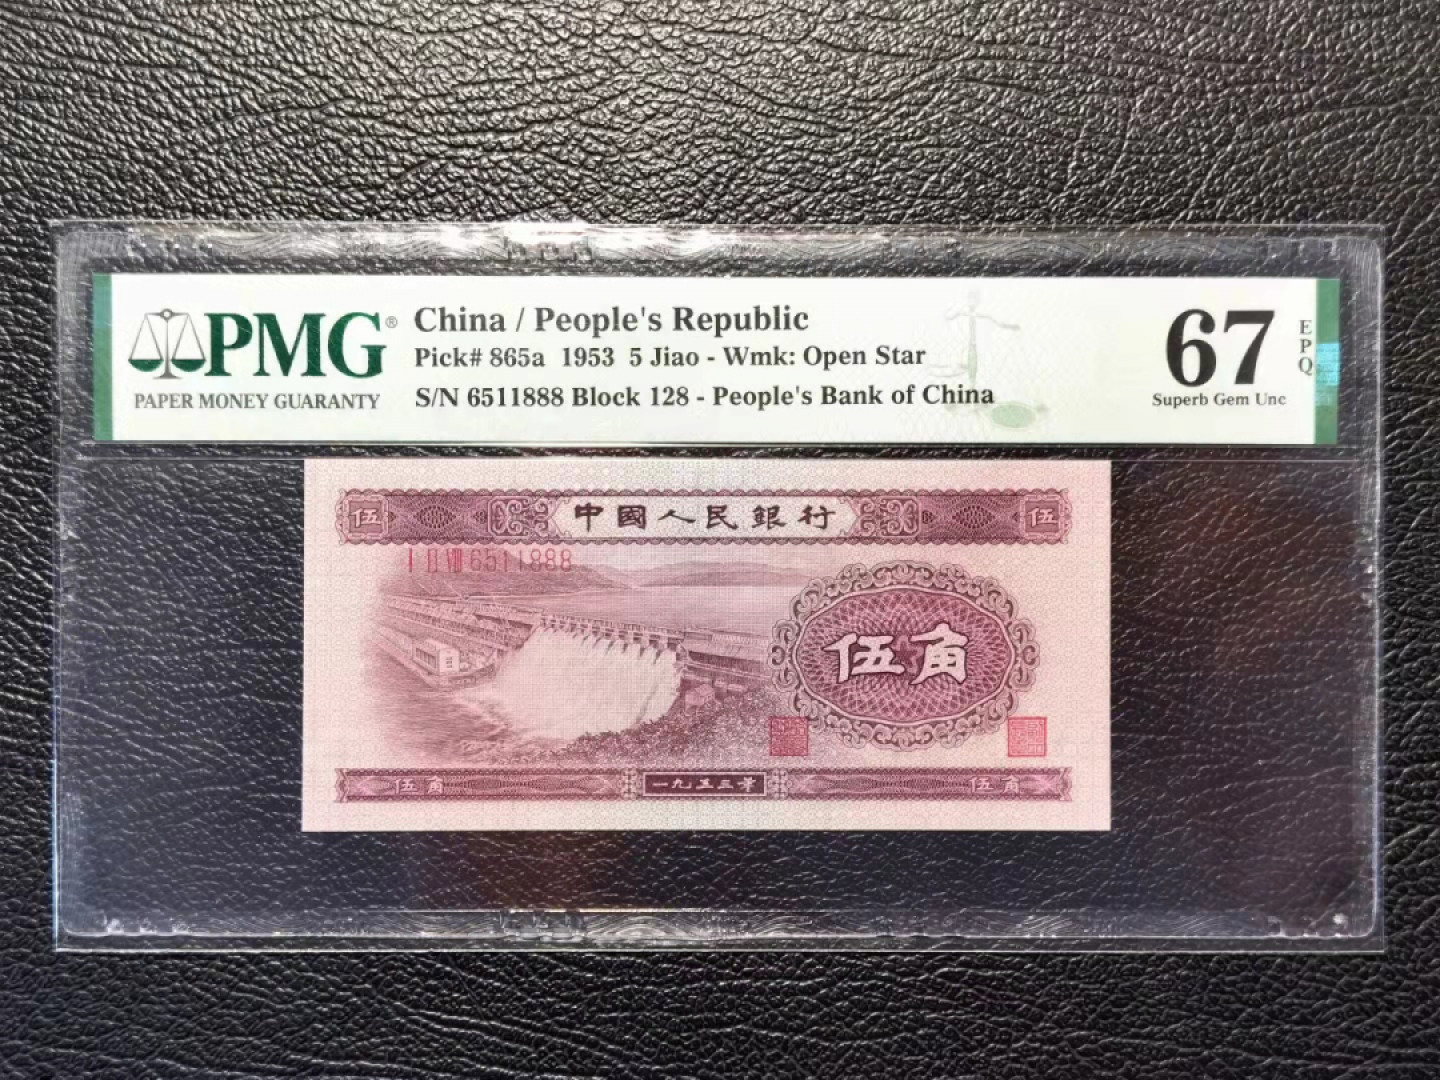 PMG®
PAPER MONEY GUARANTY
China / People's Republic
Pick# 865a 1953 5 Jiao - Wmk: Open Star
S/N 6511888 Block 128 - People's Bank of China
67
EPQ
Superb Gem Unc
伍 中國人民銀行 伍
I II VIII 6511888
伍角
伍角 一九五三年 伍角